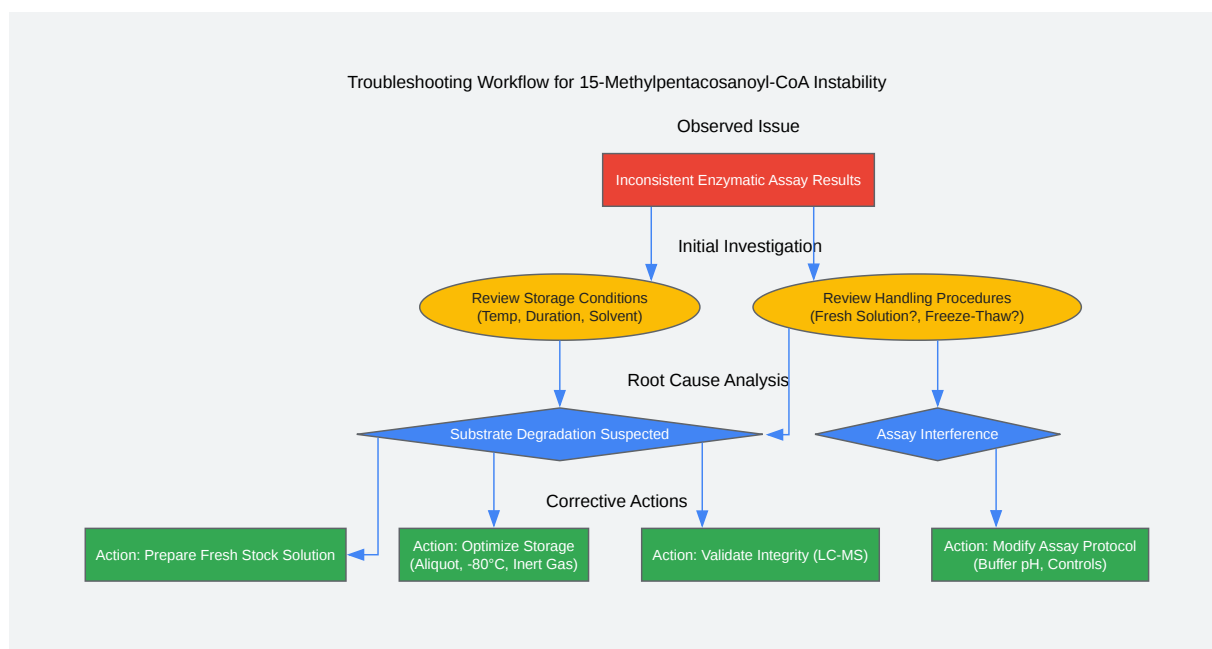 Troubleshooting Workflow for 15-Methylpentacosanoyl-CoA Instability
Observed Issue
Inconsistent Enzymatic Assay Results
Initial Investigation
Review Storage Conditions
(Temp, Duration, Solvent)
Review Handling Procedures
(Fresh Solution?, Freeze-Thaw?)
Root Cause Analysis
Substrate Degradation Suspected
Assay Interference
Corrective Actions
Action: Prepare Fresh Stock Solution
Action: Optimize Storage
(Aliquot, -80°C, Inert Gas)
Action: Validate Integrity (LC-MS)
Action: Modify Assay Protocol
(Buffer pH, Controls)